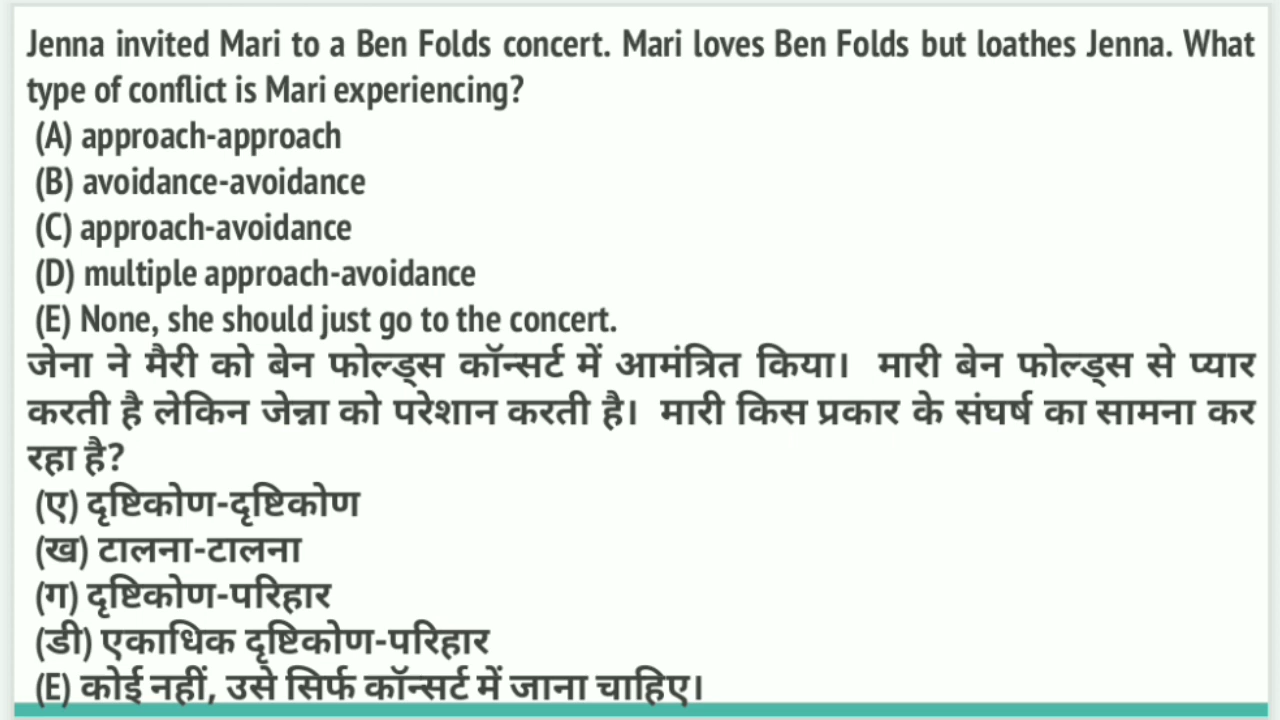 Jenna invited Mari to a Ben Folds concert. Mari loves Ben Folds but loathes Jenna. What
type of conflict is Mari experiencing?
(A) approach-approach
(B) avoidance-avoidance
(C) approach-avoidance
(D) multiple approach-avoidance
(E) None, she should just go to the concert.
जेना ने मैरी को बेन फोल्ड्स कॉन्सर्ट में आमंत्रित किया। मारी बेन फोल्ड्स से प्यार
करती है लेकिन जेन्ना को परेशान करती है। मारी किस प्रकार के संघर्ष का सामना कर
रहा है?
(ए) दृष्टिकोण-दृष्टिकोण
(ख) टालना-टालना
(ग) दृष्टिकोण-परिहार
(डी) एकाधिक दृष्टिकोण-परिहार
(E) कोई नहीं, उसे सिर्फ कॉन्सर्ट में जाना चाहिए।